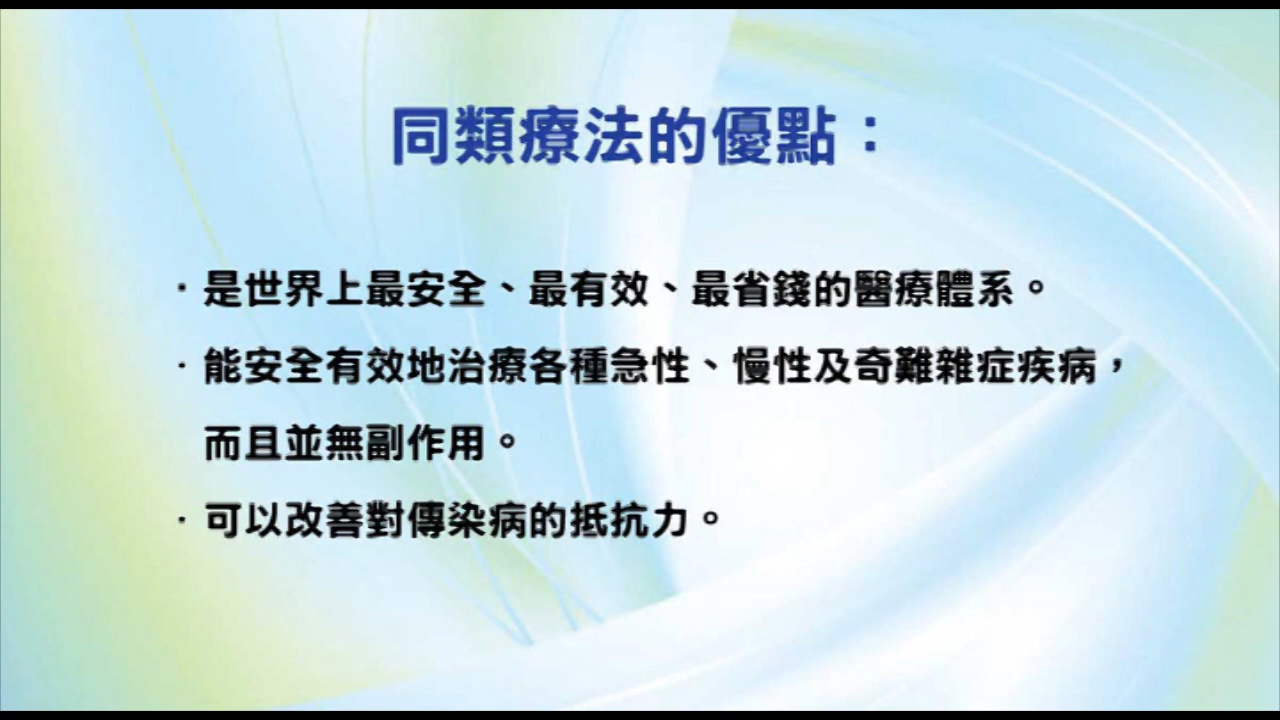 同類療法的優點：
·是世界上最安全、最有效、最省錢的醫療體系。
·能安全有效地治療各種急性、慢性及奇難雜症疾病，
而且並無副作用。
·可以改善對傳染病的抵抗力。